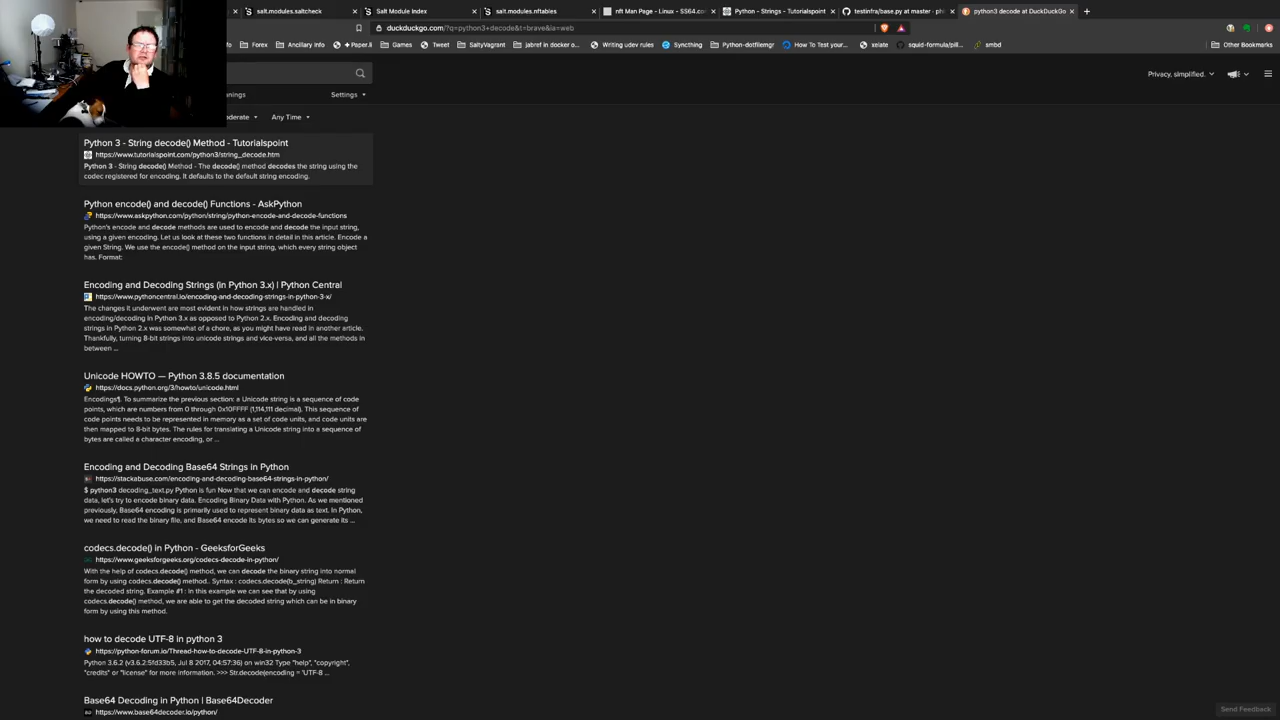 salt.modules.saltcheck
Salt Module Index
salt.modules.nftables
nft Man Page - Linux - SS64.co
Python - Strings - Tutorialspoint
testinfra/base.py at master · ph
python3 decode at DuckDuckGo
duckduckgo.com/?q=python3+decode&t=brave&ia=web
fo
Forex
Ancillary Info
+ Paper.li
Games
Tweet
SaltyVagrant
jabref in docker o...
Writing udev rules
Syncthing
Python-dotfilemgr
How To Test your...
xelate
squid-formula/pill...
smbd
Other Bookmarks
Privacy, simplified.
anings
Settings
oderate
Any Time
Python 3 - String decode() Method - Tutorialspoint
https://www.tutorialspoint.com/python3/string_decode.htm
Python 3 - String decode() Method - The decode() method decodes the string using the
codec registered for encoding. It defaults to the default string encoding.
Python encode() and decode() Functions - AskPython
https://www.askpython.com/python/string/python-encode-and-decode-functions
Python's encode and decode methods are used to encode and decode the input string,
using a given encoding. Let us look at these two functions in detail in this article. Encode a
given String. We use the encode() method on the input string, which every string object
has. Format:
Encoding and Decoding Strings (in Python 3.x) | Python Central
https://www.pythoncentral.io/encoding-and-decoding-strings-in-python-3-x/
The changes it underwent are most evident in how strings are handled in
encoding/decoding in Python 3.x as opposed to Python 2.x. Encoding and decoding
strings in Python 2.x was somewhat of a chore, as you might have read in another article.
Thankfully, turning 8-bit strings into unicode strings and vice-versa, and all the methods in
between ...
Unicode HOWTO — Python 3.8.5 documentation
https://docs.python.org/3/howto/unicode.html
Encodings¶. To summarize the previous section: a Unicode string is a sequence of code
points, which are numbers from 0 through 0x10FFFF (1,114,111 decimal). This sequence of
code points needs to be represented in memory as a set of code units, and code units are
then mapped to 8-bit bytes. The rules for translating a Unicode string into a sequence of
bytes are called a character encoding, or ...
Encoding and Decoding Base64 Strings in Python
https://stackabuse.com/encoding-and-decoding-base64-strings-in-python/
$ python3 decoding_text.py Python is fun Now that we can encode and decode string
data, let's try to encode binary data. Encoding Binary Data with Python. As we mentioned
previously, Base64 encoding is primarily used to represent binary data as text. In Python,
we need to read the binary file, and Base64 encode its bytes so we can generate its ...
codecs.decode() in Python - GeeksforGeeks
https://www.geeksforgeeks.org/codecs-decode-in-python/
With the help of codecs.decode() method, we can decode the binary string into normal
form by using codecs.decode() method.. Syntax : codecs.decode(b_string) Return : Return
the decoded string. Example #1 : In this example we can see that by using
codecs.decode() method, we are able to get the decoded string which can be in binary
form by using this method.
how to decode UTF-8 in python 3
https://python-forum.io/Thread-how-to-decode-UTF-8-in-python-3
Python 3.6.2 (v3.6.2:5fd33b5, Jul 8 2017, 04:57:36) on win32 Type "help", "copyright",
"credits" or "license" for more information. >>> Str.decode(encoding = 'UTF-8 ...
Base64 Decoding in Python | Base64Decoder
https://www.base64decoder.io/python/
Send Feedback